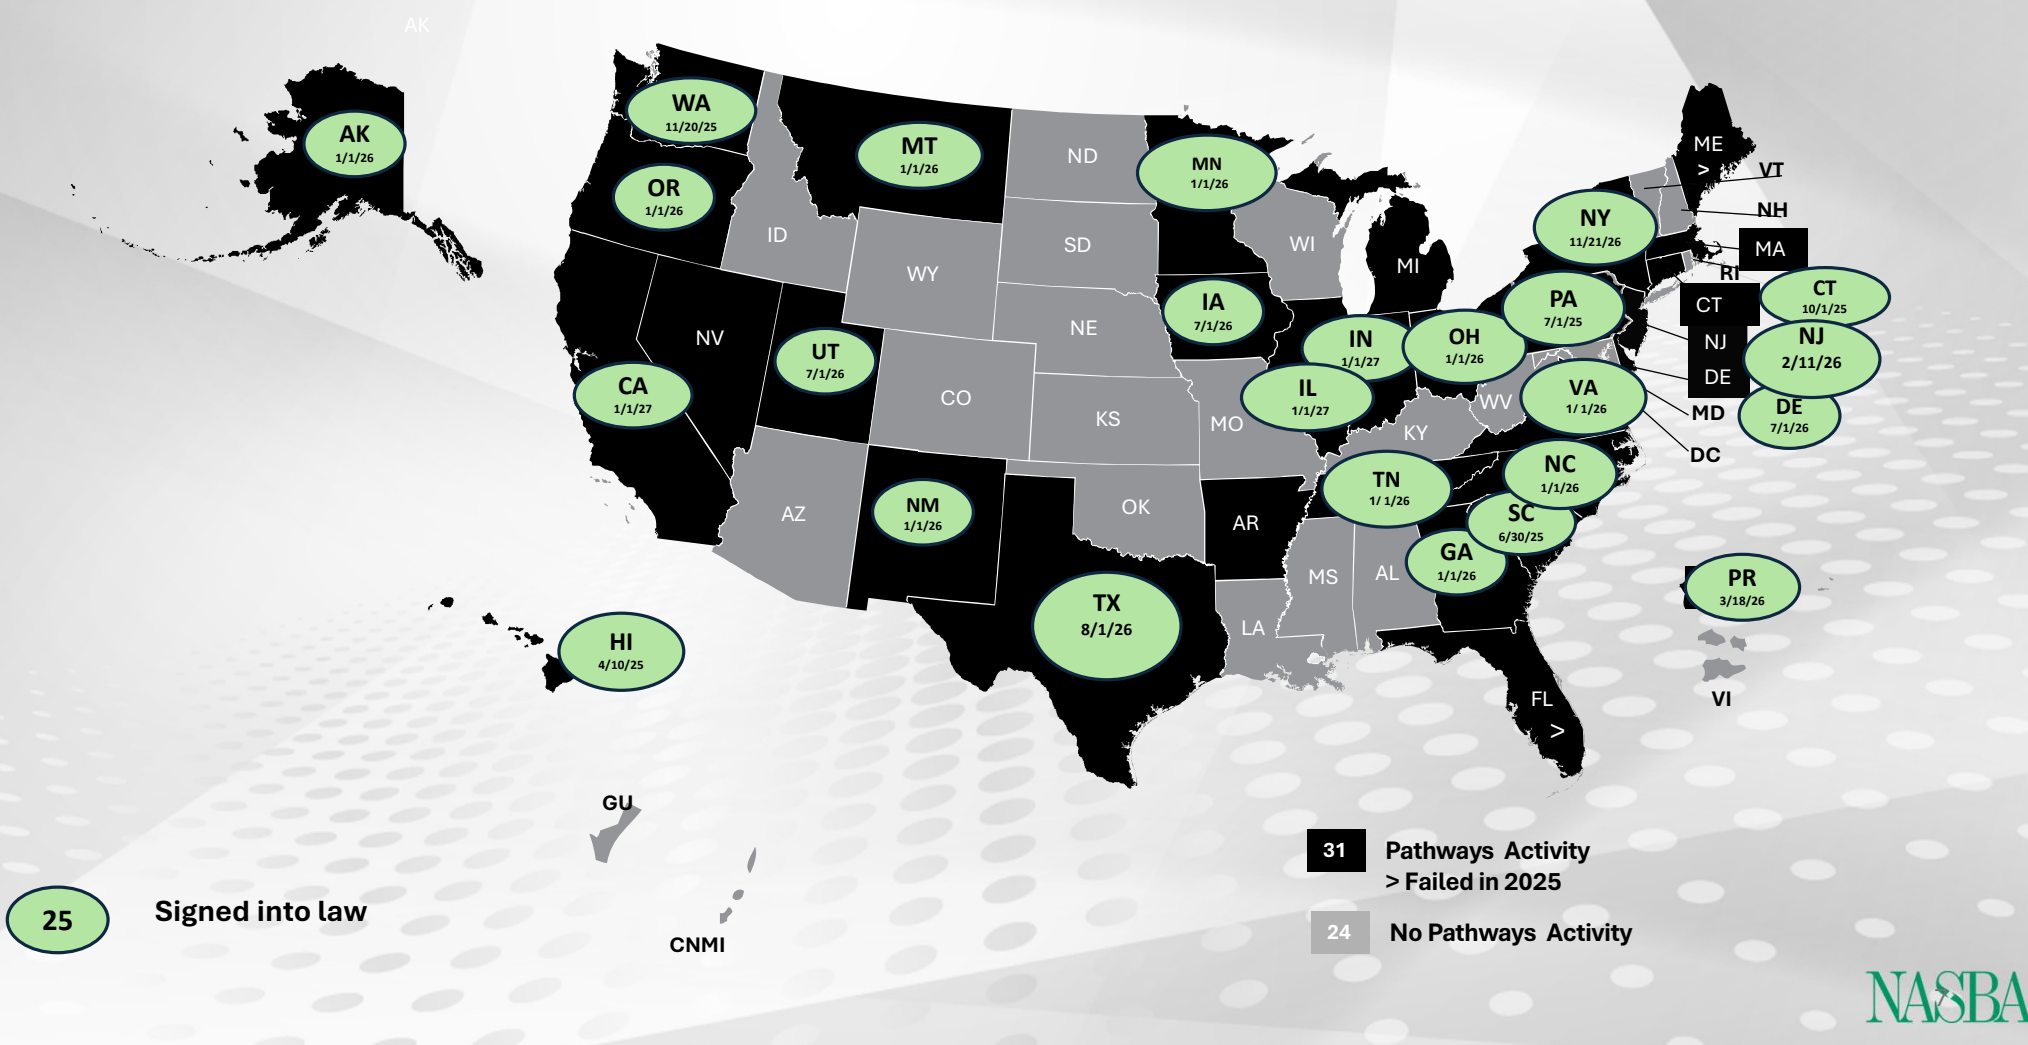 AK
AK
1/1/26
WA
11/20/25
OR
1/1/26
MT
1/1/26
ID
ND
SD
WY
NE
MN
1/1/26
WI
MI
IA
7/1/26
NV
UT
7/1/26
CA
1/1/27
CO
KS
MO
IN
1/1/27
IL
1/1/27
OH
1/1/26
KY
WV
NY
11/21/26
PA
7/1/25
ME
>
VT
NH
MA
RI
CT
CT
10/1/25
NJ
NJ
2/11/26
DE
DE
7/1/26
MD
DC
VA
1/ 1/26
NC
1/1/26
SC
6/30/25
TN
1/ 1/26
GA
1/1/26
AZ
NM
1/1/26
OK
AR
MS
AL
LA
TX
8/1/26
FL
>
HI
4/10/25
PR
3/18/26
VI
GU
CNMI
25
Signed into law
31
Pathways Activity
> Failed in 2025
24
No Pathways Activity
NASBA